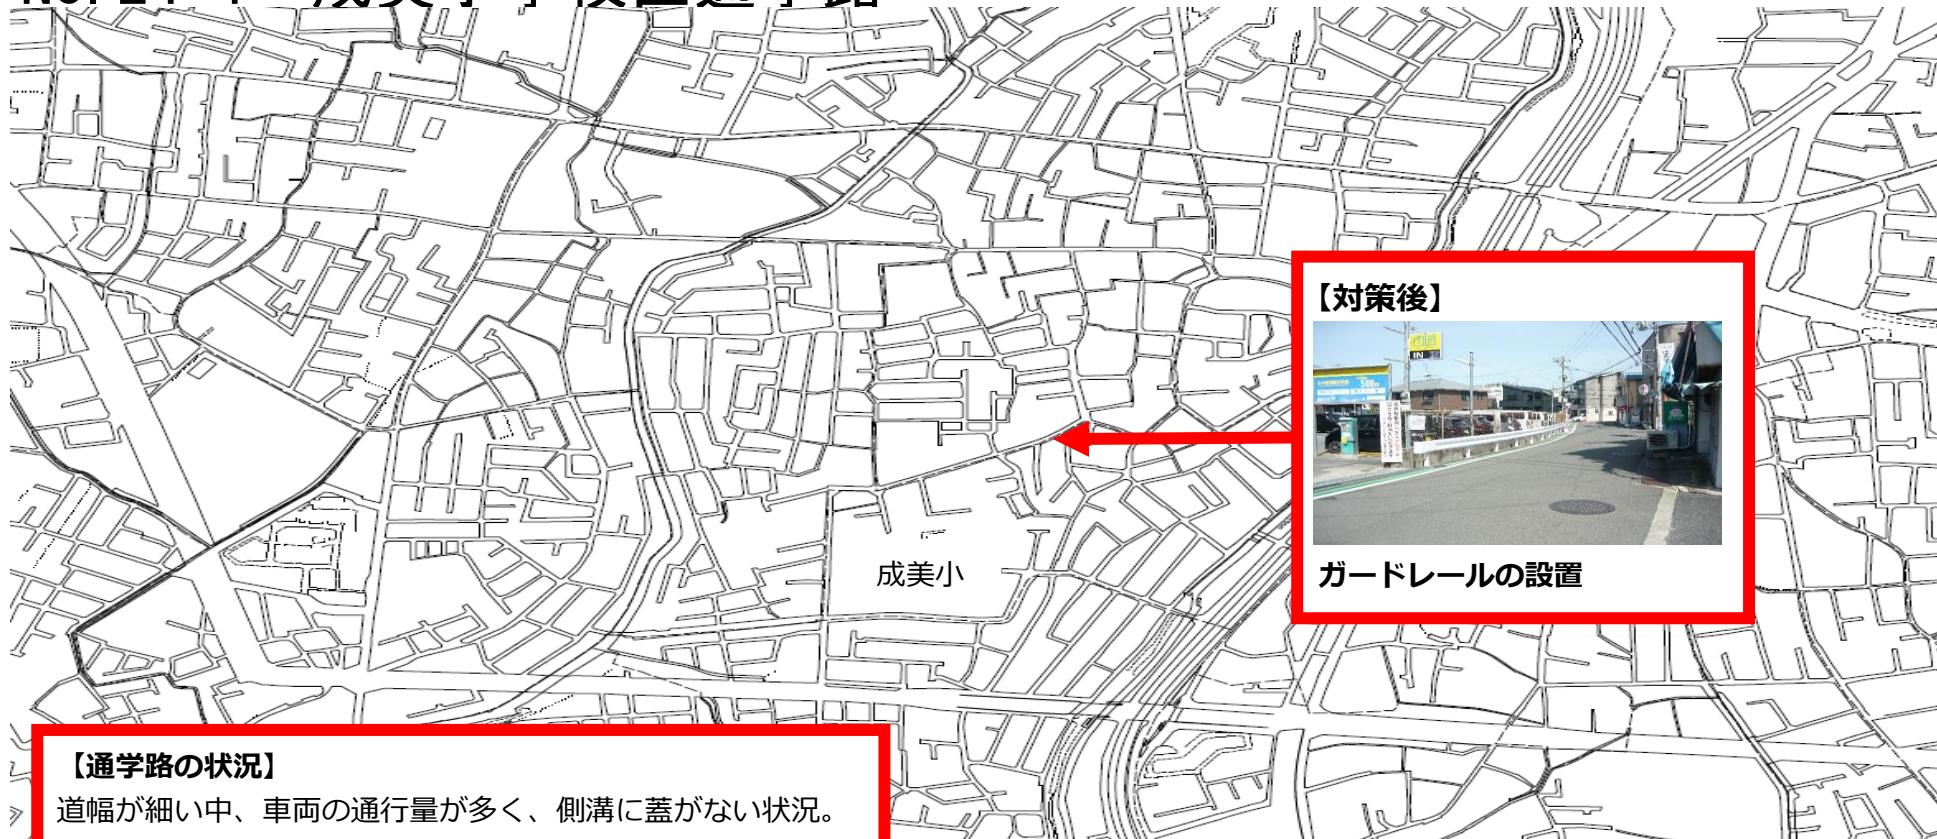 成美小
【対策後】
IN
500
ガードレールの設置
【通学路の状況】
道幅が細い中、車両の通行量が多く、側溝に蓋がない状況。